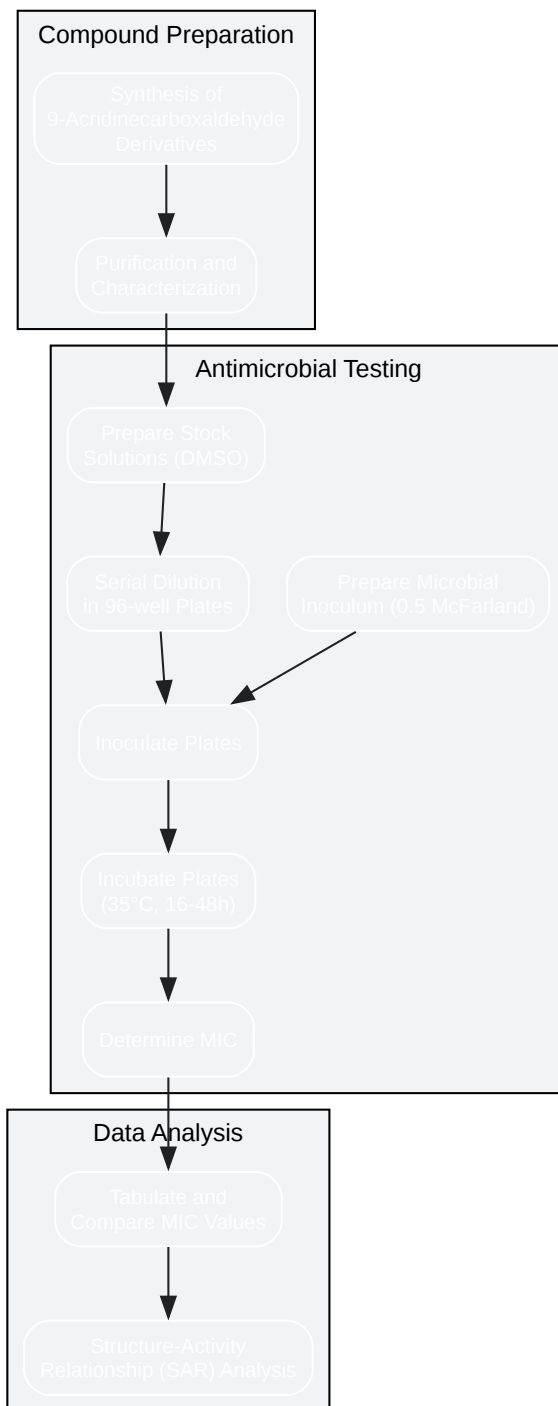 Compound Preparation
Synthesis of
9-Acridinecarboxaldehyde
Derivatives
Purification and
Characterization
Antimicrobial Testing
Prepare Stock
Solutions (DMSO)
Serial Dilution
in 96-well Plates
Prepare Microbial
Inoculum (0.5 McFarland)
Inoculate Plates
Incubate Plates
(35°C, 16-48h)
Determine MIC
Data Analysis
Tabulate and
Compare MIC Values
Structure-Activity
Relationship (SAR) Analysis